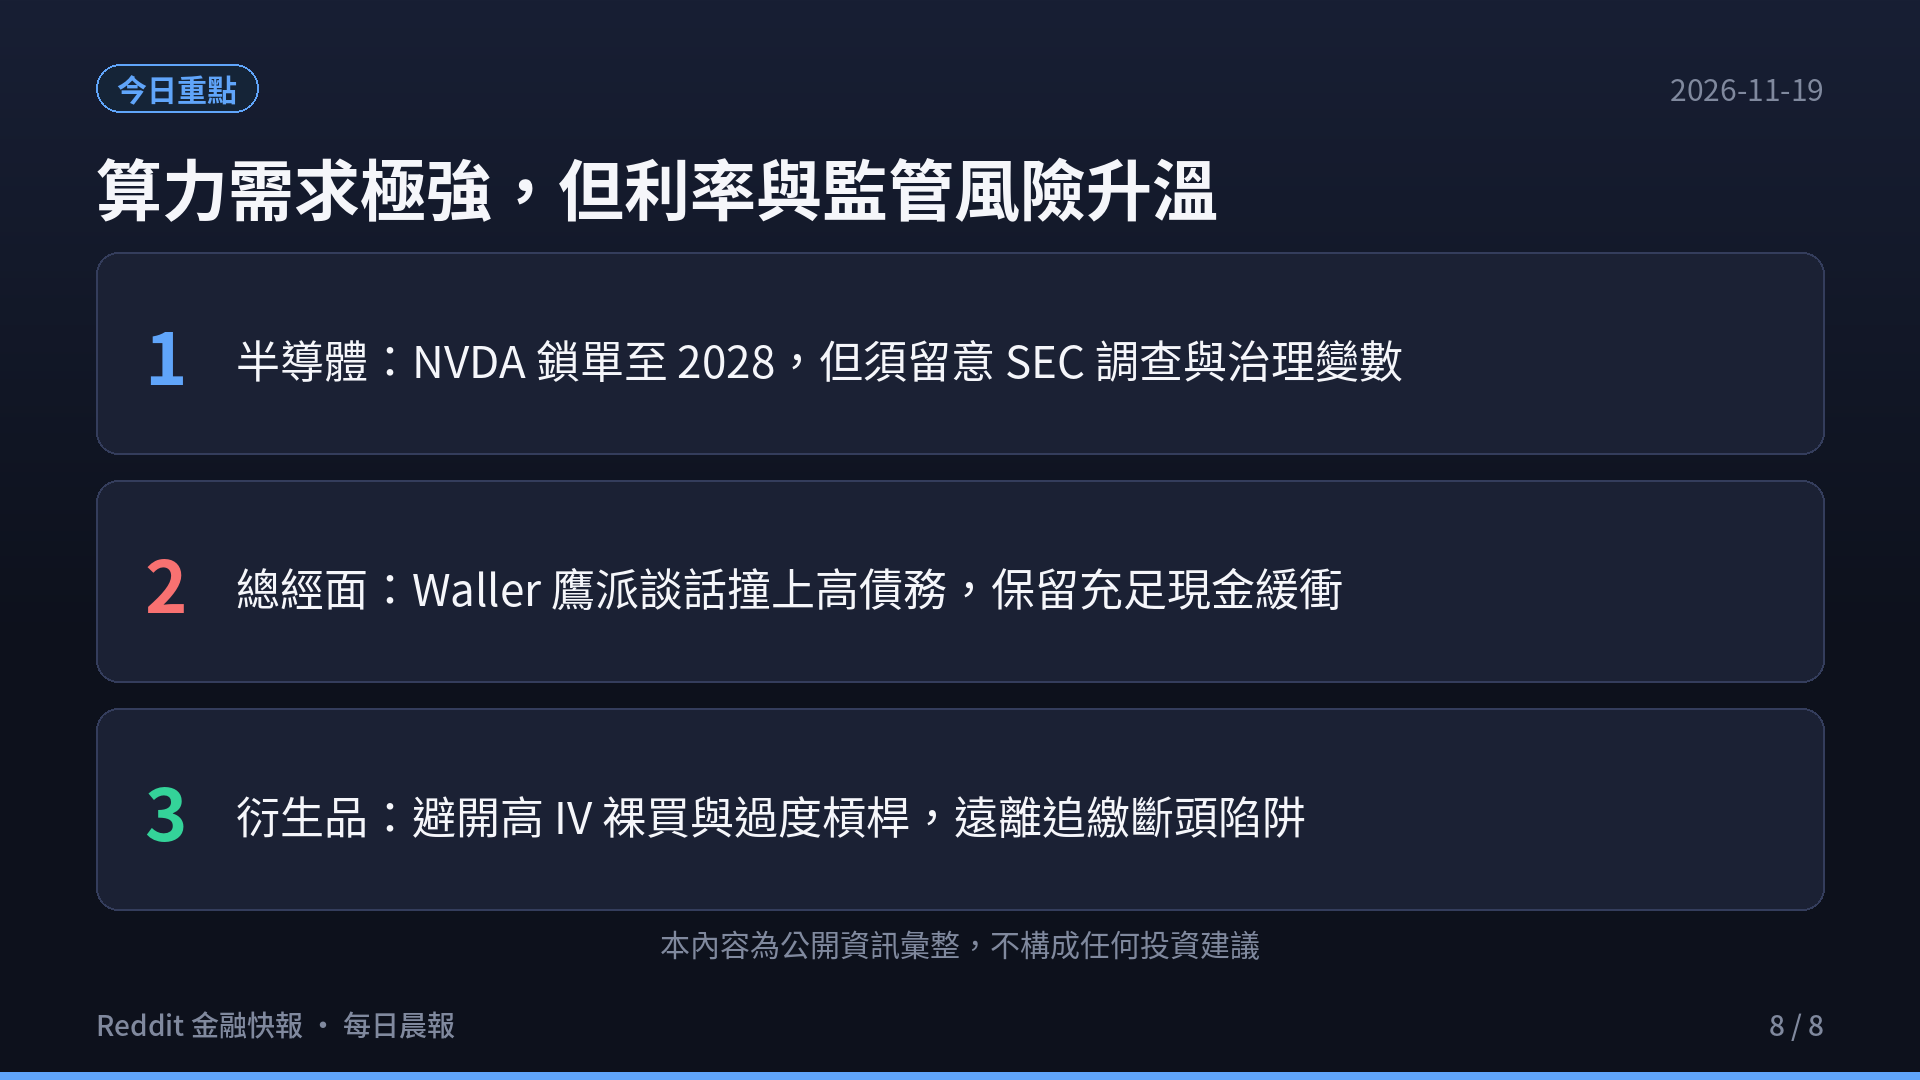 今日重點
2026-11-19
算力需求極強，但利率與監管風險升溫
1 半導體：NVDA 鎖單至 2028，但須留意 SEC 調查與治理變數
2 總經面：Waller 鷹派談話撞上高債務，保留充足現金緩衝
3 衍生品：避開高 IV 裸買與過度槓桿，遠離追繳斷頭陷阱
本內容為公開資訊彙整，不構成任何投資建議
Reddit 金融快報 • 每日晨報
8 / 8